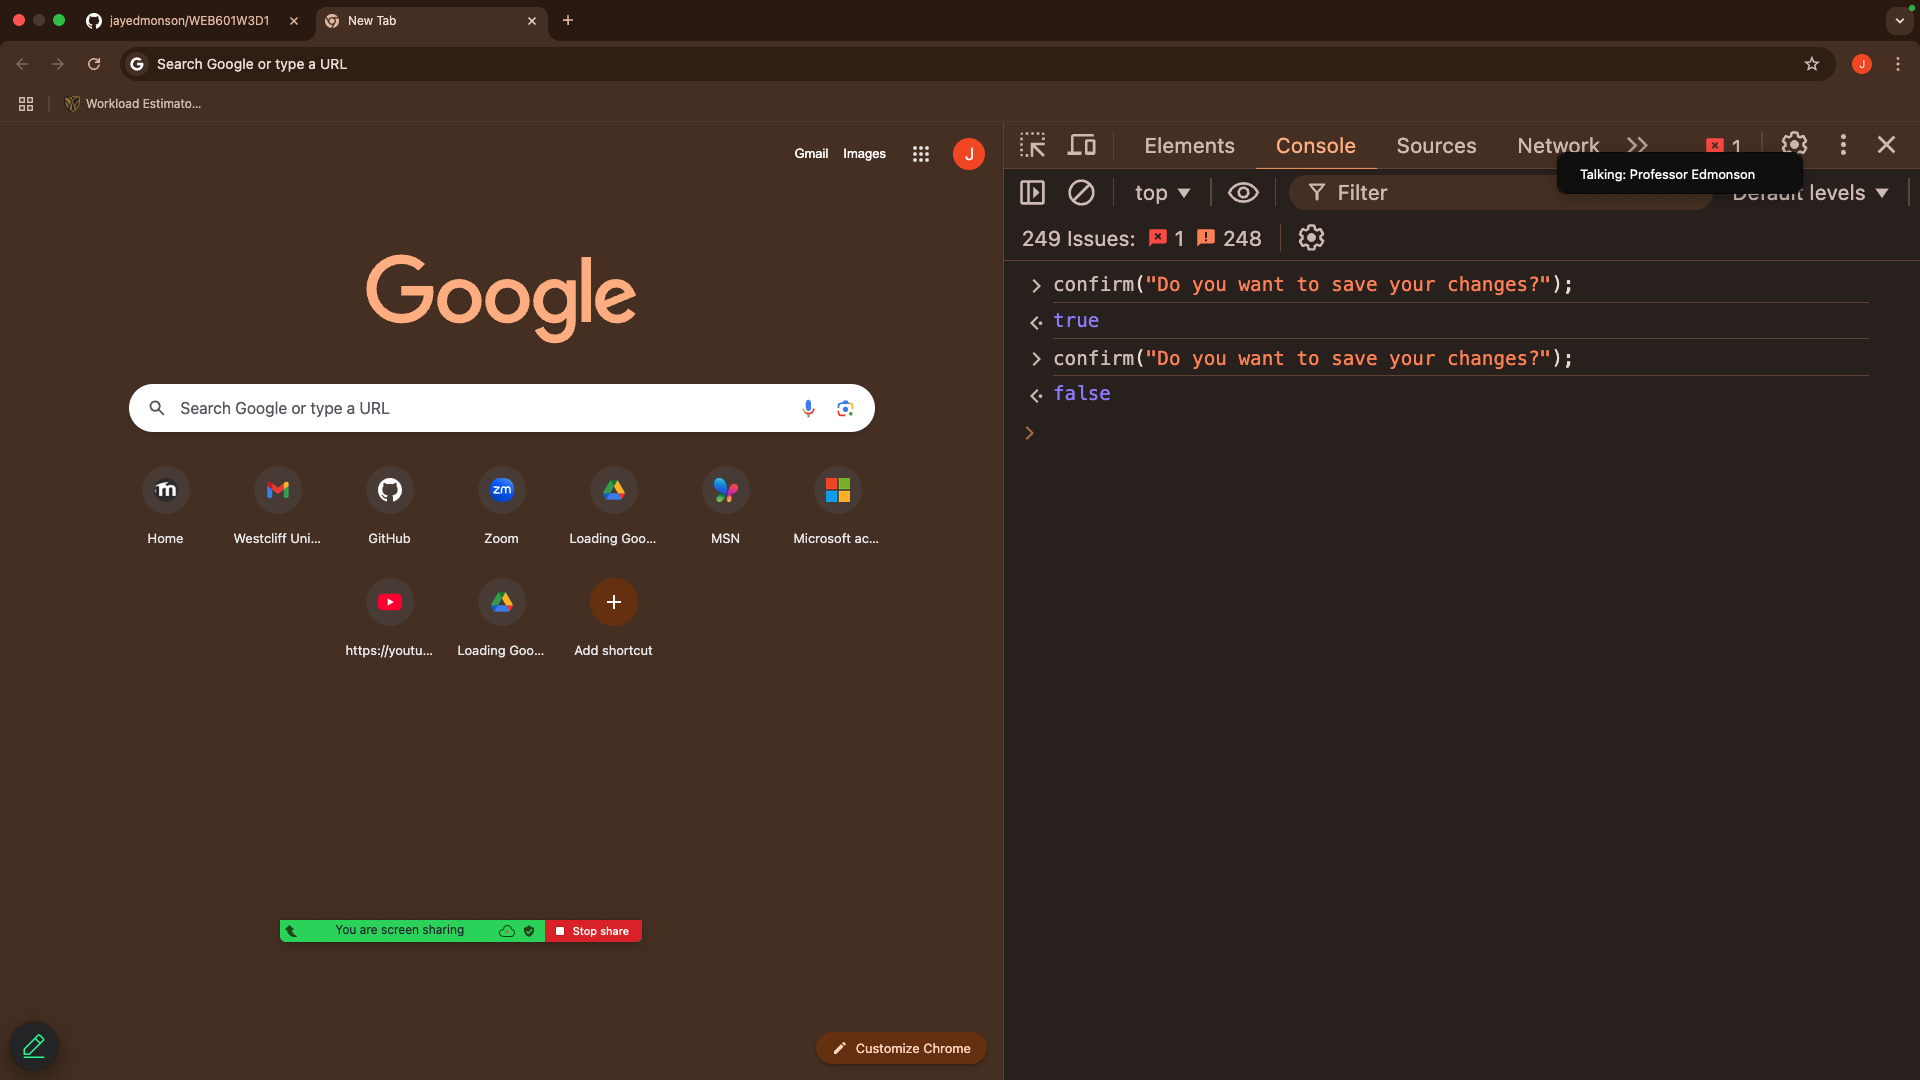 jayedmonson/WEB601W3D1
New Tab
Search Google or type a URL
J
Workload Estimato...
Gmail
Images
J
Google
Search Google or type a URL
m
zm
Home
Westcliff Uni...
GitHub
Zoom
Loading Goo...
MSN
Microsoft ac...
https://youtu...
Loading Goo...
Add shortcut
You are screen sharing
Stop share
Customize Chrome
Elements
Console
Sources
Network
1
Talking: Professor Edmonson
top
Filter
Default levels
249 Issues:
1
248
confirm("Do you want to save your changes?");
true
confirm("Do you want to save your changes?");
false